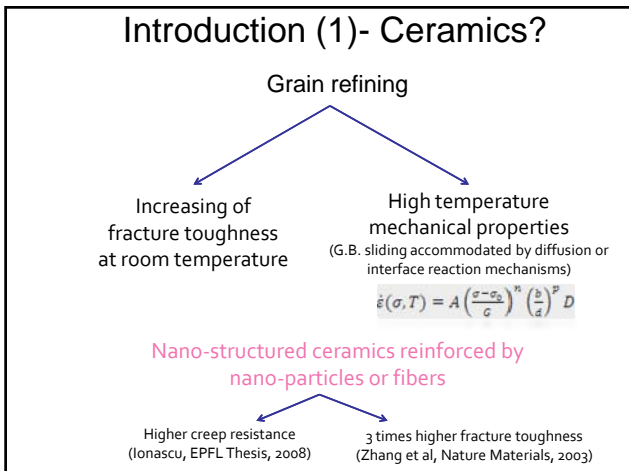 Introduction (1)- Ceramics?
Grain refining
Increasing of
fracture toughness
at room temperature
High temperature
mechanical properties
(G.B. sliding accommodated by diffusion or
interface reaction mechanisms)
ε̇(σ,T) = A ((σ−σ₀)/G)ⁿ (b/d)ᵖ D
Nano-structured ceramics reinforced by
nano-particles or fibers
Higher creep resistance
(Ionascu, EPFL Thesis, 2008)
3 times higher fracture toughness
(Zhang et al, Nature Materials, 2003)